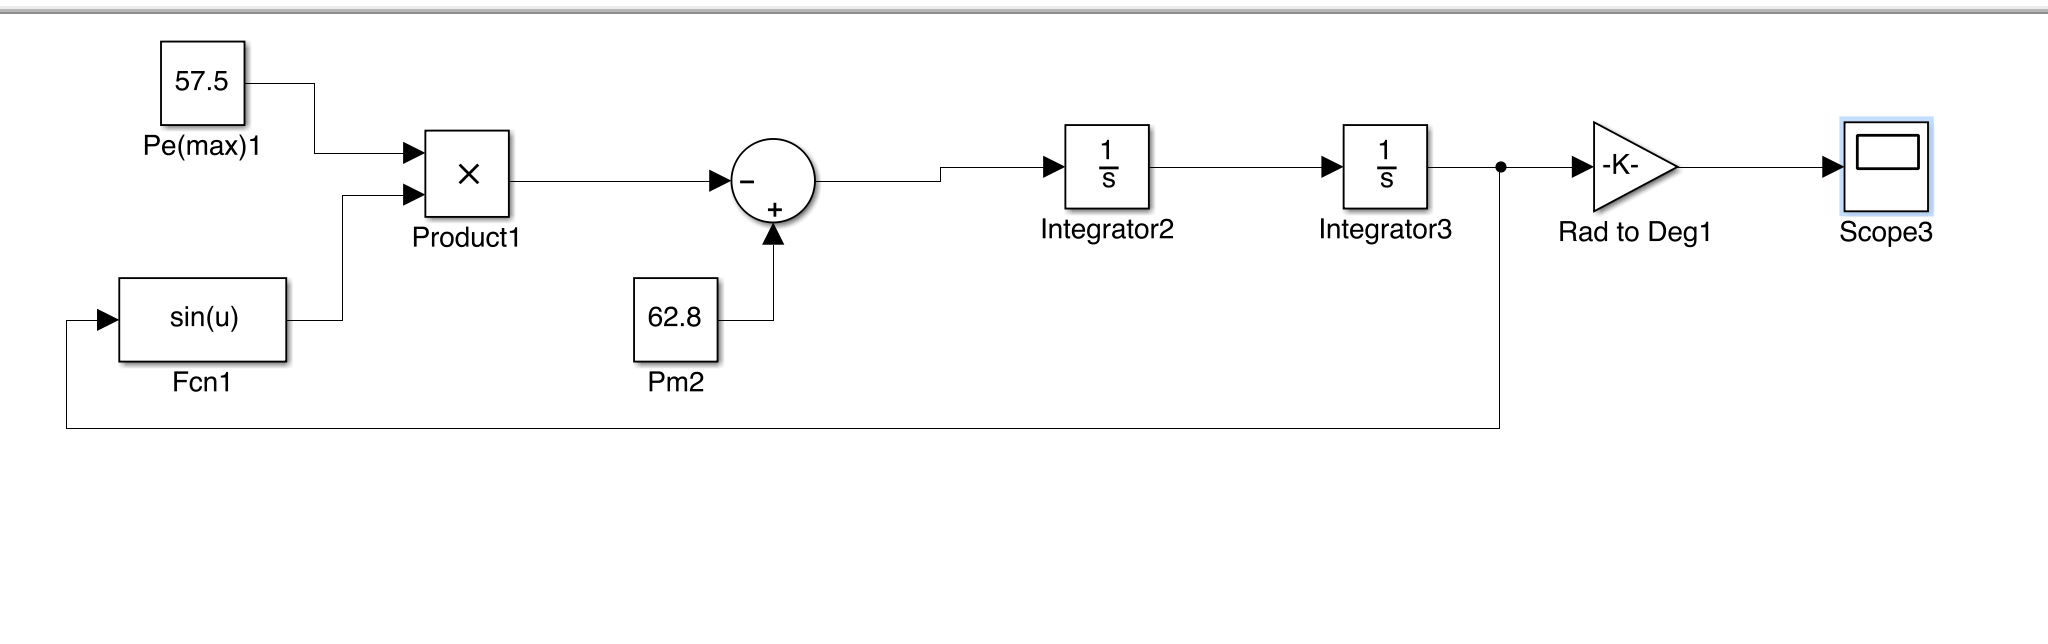 57.5
Pe(max)1
×
Product1
sin(u)
Fcn1
−
+
62.8
Pm2
1
s
Integrator2
1
s
Integrator3
-K-
Rad to Deg1
Scope3